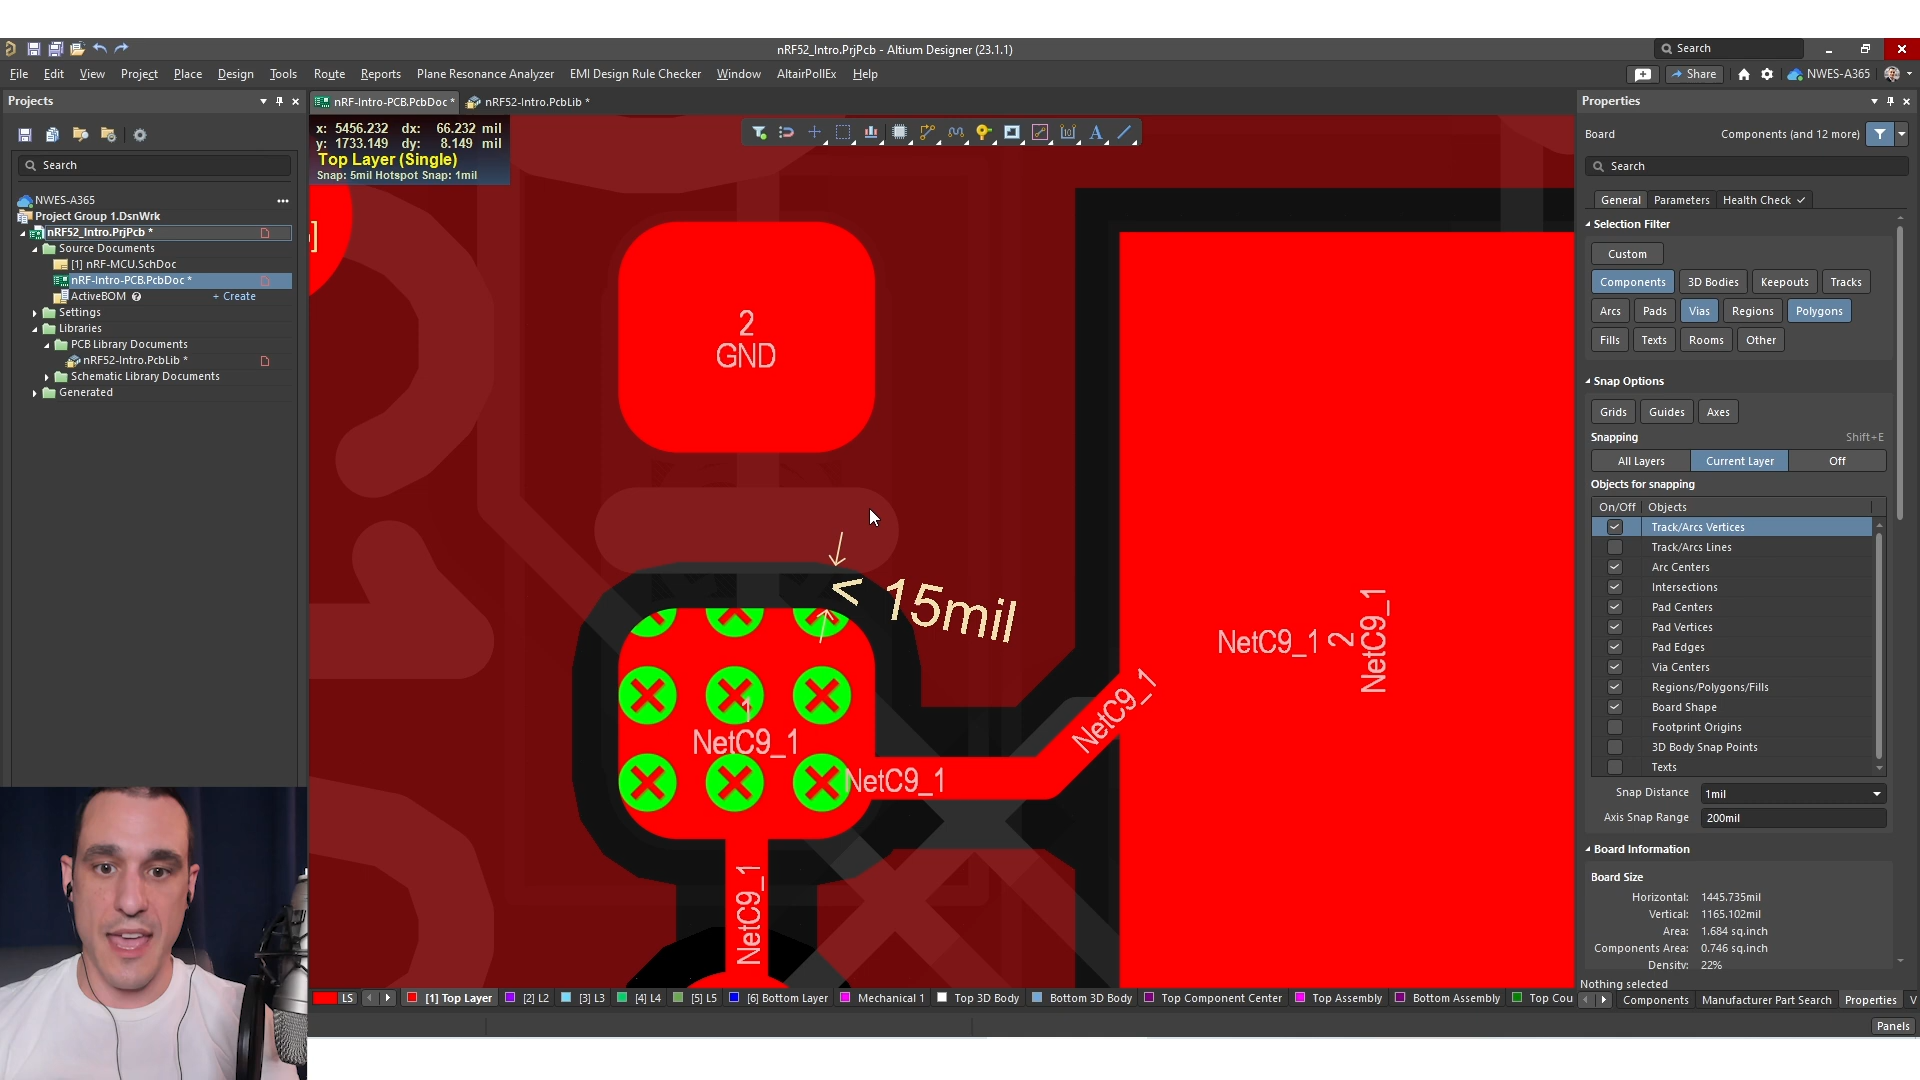 nRF52_Intro.PrjPcb - Altium Designer (23.1.1)
Search
File Edit View Project Place Design Tools Route Reports Plane Resonance Analyzer EMI Design Rule Checker Window AltairPollEx Help
Share
NWES-A365
Projects
nRF-Intro-PCB.PcbDoc *
nRF52-Intro.PcbLib *
Search
NWES-A365
Project Group 1.DsnWrk
nRF52_Intro.PrjPcb *
Source Documents
[1] nRF-MCU.SchDoc
nRF-Intro-PCB.PcbDoc *
ActiveBOM + Create
Settings
Libraries
PCB Library Documents
nRF52-Intro.PcbLib *
Schematic Library Documents
Generated
x: 5456.232 dx: 66.232 mil
y: 1733.149 dy: 8.149 mil
Top Layer (Single)
Snap: 5mil Hotspot Snap: 1mil
2
GND
< 15mil
1
NetC9_1
NetC9_1
NetC9_1
NetC9_1
NetC9_1
2
NetC9_1
LS
[1] Top Layer
[2] L2
[3] L3
[4] L4
[5] L5
[6] Bottom Layer
Mechanical 1
Top 3D Body
Bottom 3D Body
Top Component Center
Top Assembly
Bottom Assembly
Top Cou
Properties
Board Components (and 12 more)
Search
General Parameters Health Check
Selection Filter
Custom
Components 3D Bodies Keepouts Tracks
Arcs Pads Vias Regions Polygons
Fills Texts Rooms Other
Snap Options
Grids Guides Axes
Snapping Shift+E
All Layers Current Layer Off
Objects for snapping
On/Off Objects
Track/Arcs Vertices
Track/Arcs Lines
Arc Centers
Intersections
Pad Centers
Pad Vertices
Pad Edges
Via Centers
Regions/Polygons/Fills
Board Shape
Footprint Origins
3D Body Snap Points
Texts
Snap Distance 1mil
Axis Snap Range 200mil
Board Information
Board Size
Horizontal: 1445.735mil
Vertical: 1165.102mil
Area: 1.684 sq.inch
Components Area: 0.746 sq.inch
Density: 22%
Nothing selected
Components Manufacturer Part Search Properties V
Panels